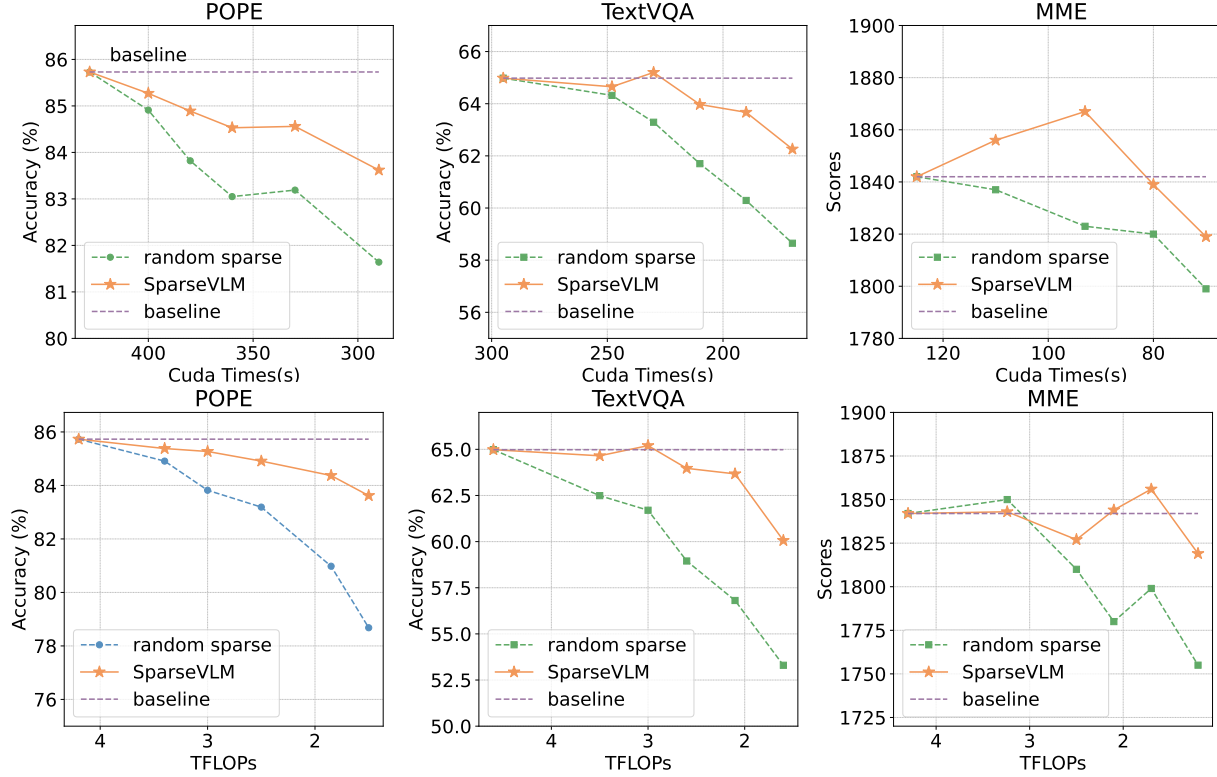 POPE
baseline
86
85
84
83
82
81
80
Accuracy (%)
random sparse
SparseVLM
baseline
400
350
300
Cuda Times(s)
TextVQA
66
64
62
60
58
56
Accuracy (%)
random sparse
SparseVLM
baseline
300
250
200
Cuda Times(s)
MME
1900
1880
1860
1840
1820
1800
1780
Scores
random sparse
SparseVLM
baseline
120
100
80
Cuda Times(s)
POPE
86
84
82
80
78
76
Accuracy (%)
random sparse
SparseVLM
baseline
4
3
2
TFLOPs
TextVQA
65.0
62.5
60.0
57.5
55.0
52.5
50.0
Accuracy (%)
random sparse
SparseVLM
baseline
4
3
2
TFLOPs
MME
1900
1875
1850
1825
1800
1775
1750
1725
Scores
random sparse
SparseVLM
baseline
4
3
2
TFLOPs